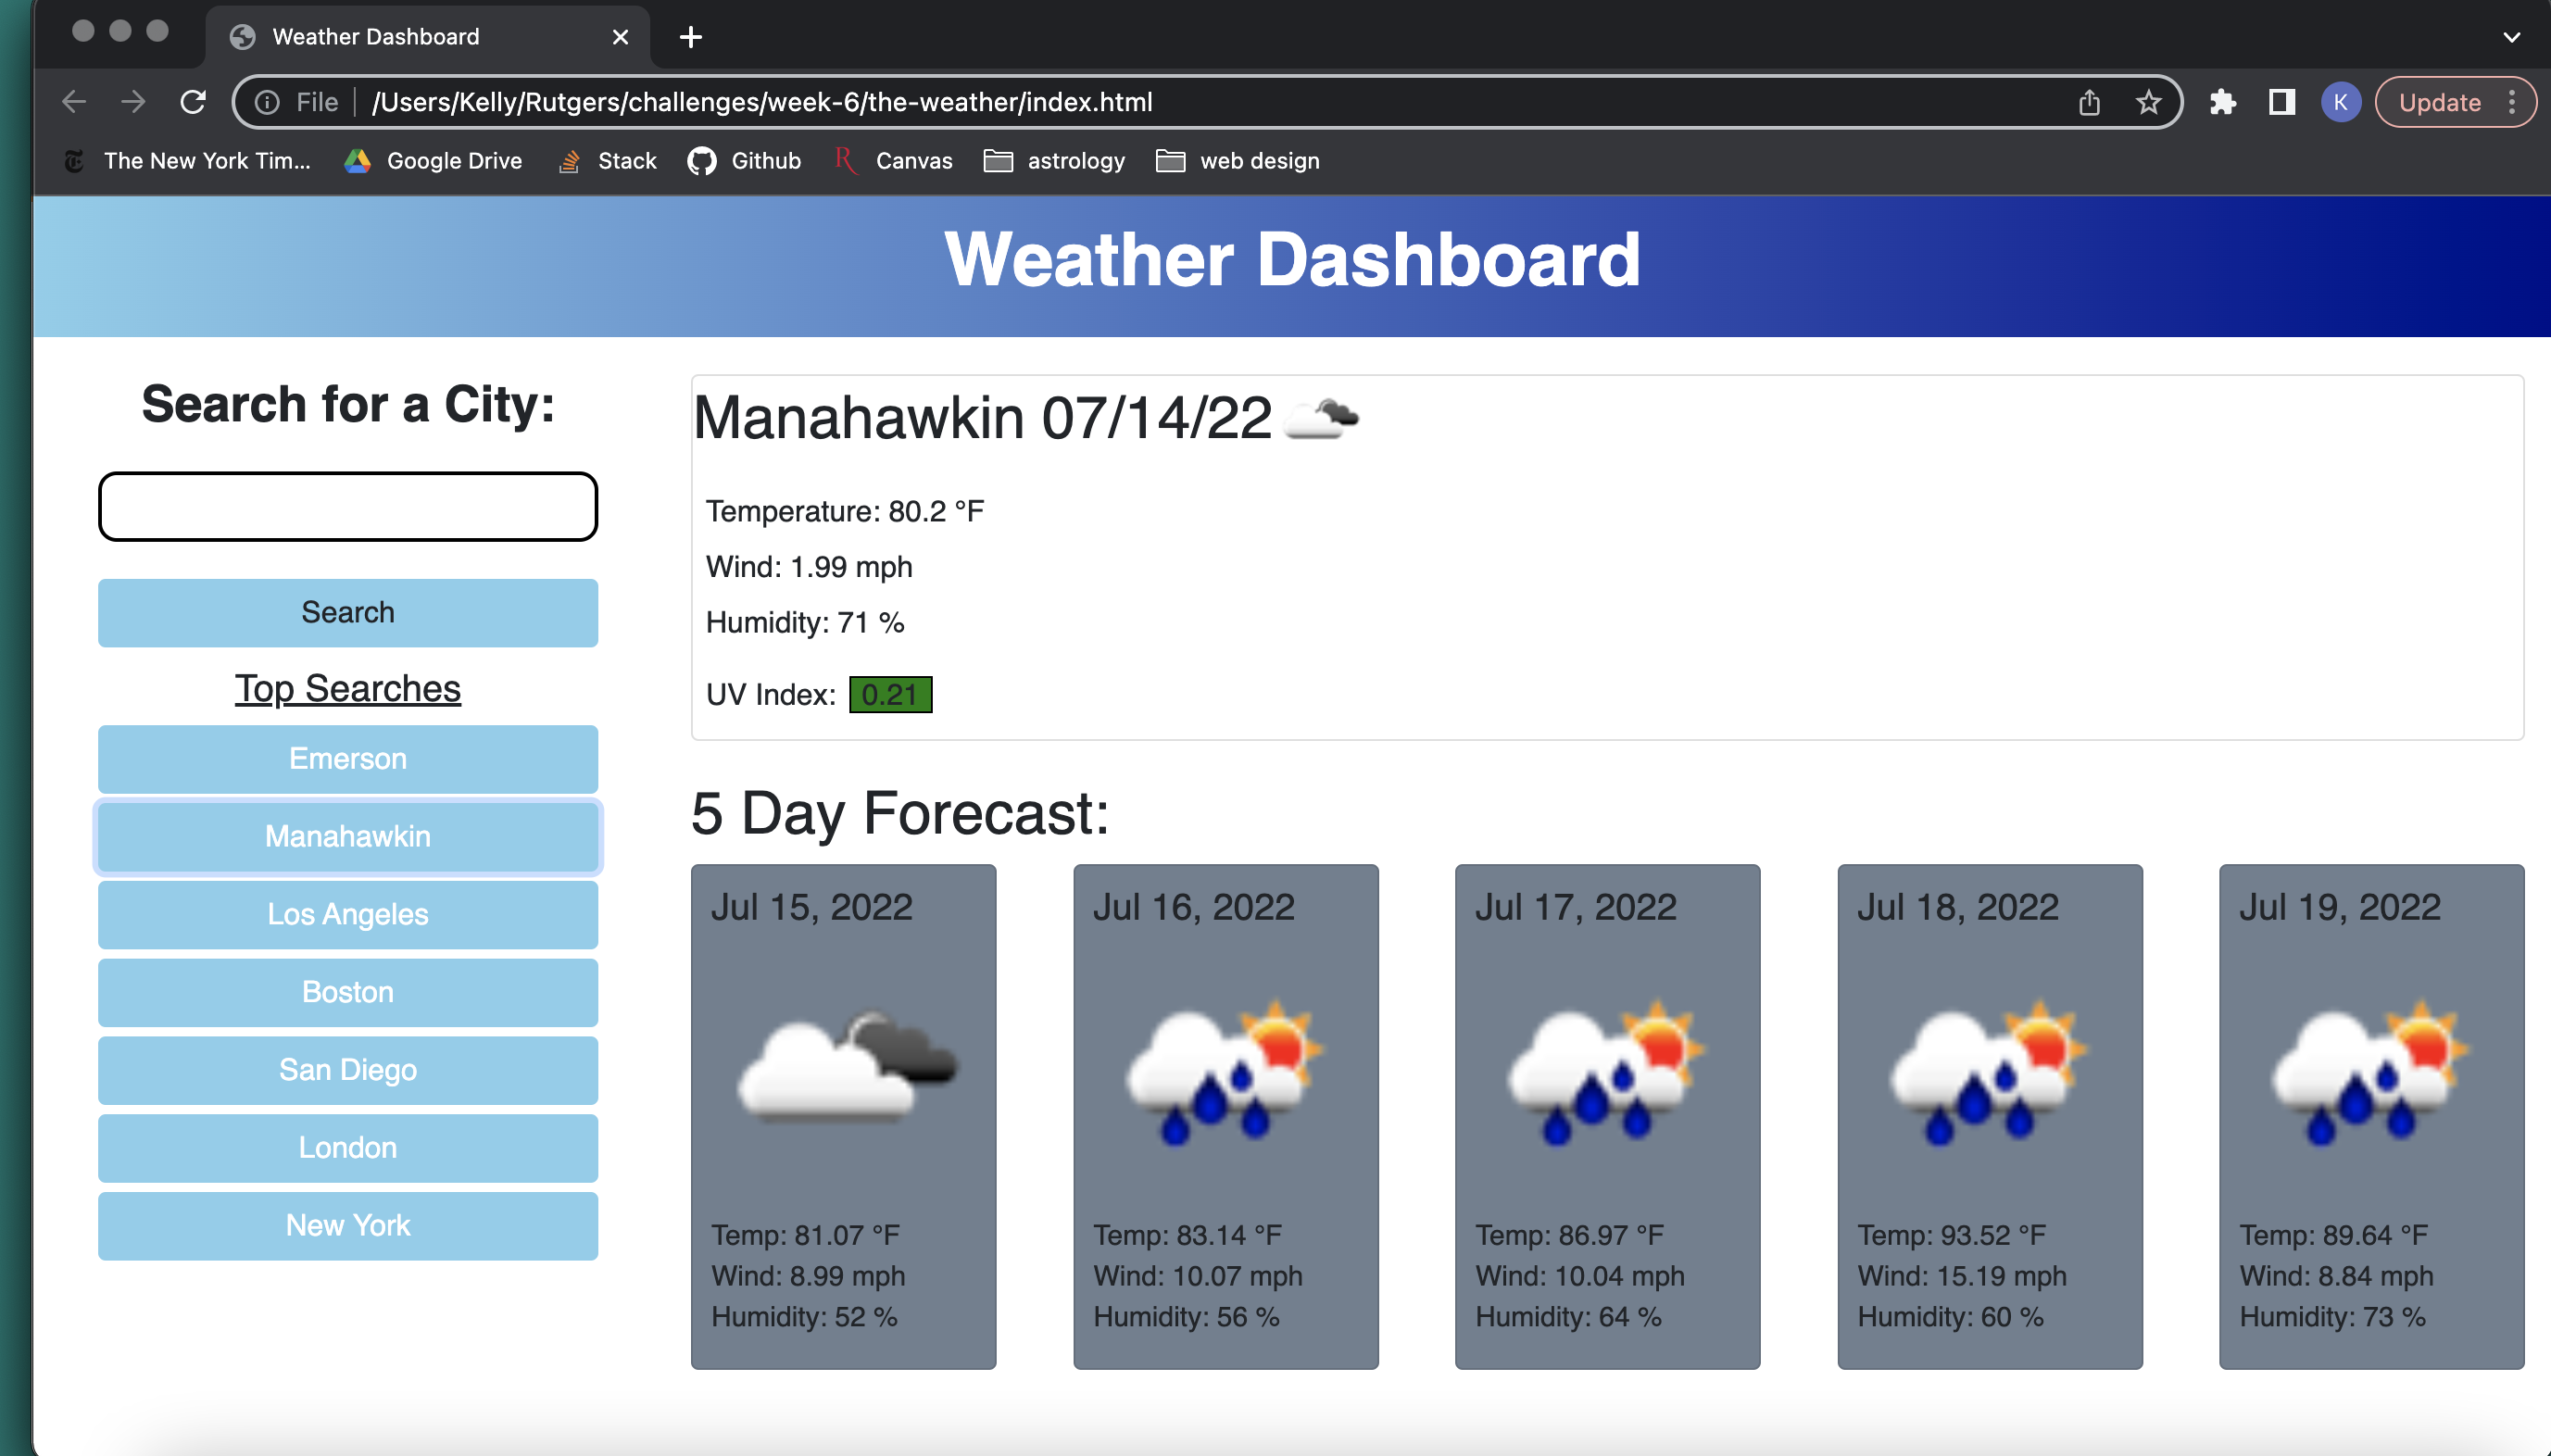 Weather Dashboard
File /Users/Kelly/Rutgers/challenges/week-6/the-weather/index.html
K
Update
The New York Tim... Google Drive Stack Github Canvas astrology web design
Weather Dashboard
Search for a City:
Search
Top Searches
Emerson
Manahawkin
Los Angeles
Boston
San Diego
London
New York
Manahawkin 07/14/22
Temperature: 80.2 °F
Wind: 1.99 mph
Humidity: 71 %
UV Index: 0.21
5 Day Forecast:
Jul 15, 2022
Temp: 81.07 °F
Wind: 8.99 mph
Humidity: 52 %
Jul 16, 2022
Temp: 83.14 °F
Wind: 10.07 mph
Humidity: 56 %
Jul 17, 2022
Temp: 86.97 °F
Wind: 10.04 mph
Humidity: 64 %
Jul 18, 2022
Temp: 93.52 °F
Wind: 15.19 mph
Humidity: 60 %
Jul 19, 2022
Temp: 89.64 °F
Wind: 8.84 mph
Humidity: 73 %